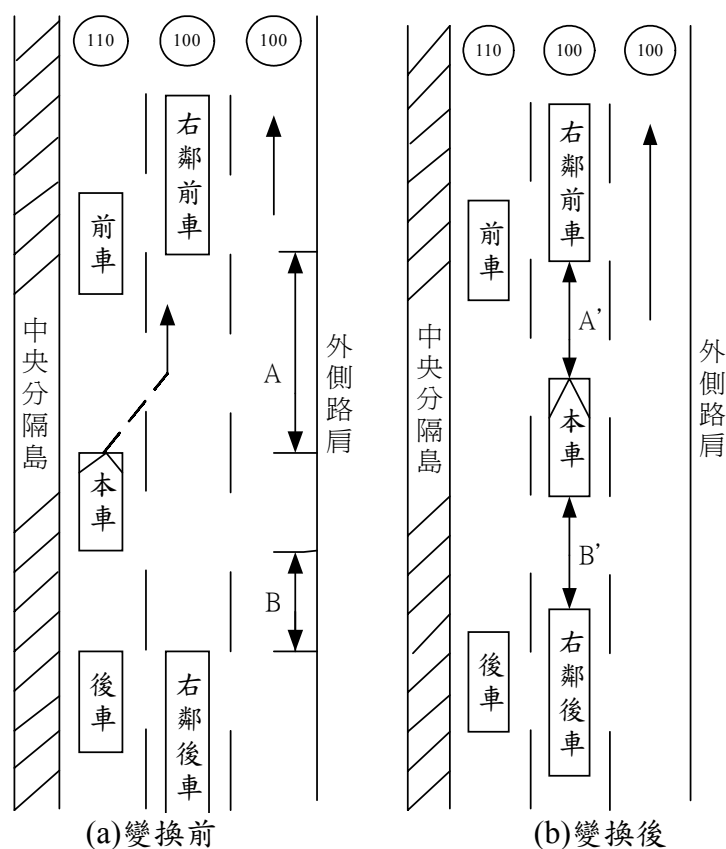 110
100
100
右鄰前車
前車
中央分隔島
外側路肩
A
本車
B
後車
右鄰後車
(a)變換前
110
100
100
右鄰前車
前車
中央分隔島
外側路肩
A'
本車
B'
後車
右鄰後車
(b)變換後